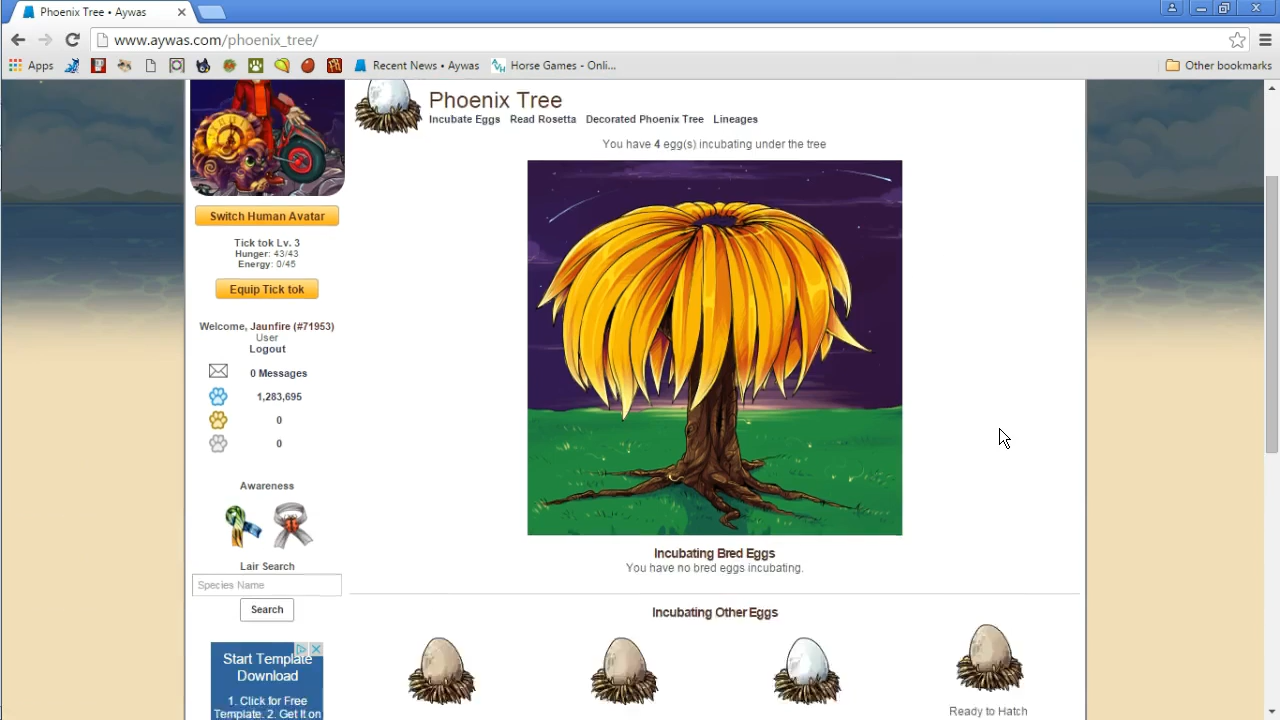 Phoenix Tree • Aywas
www.aywas.com/phoenix_tree/
Apps
Recent News • Aywas
Horse Games - Onli...
Other bookmarks
Phoenix Tree
Incubate Eggs Read Rosetta Decorated Phoenix Tree Lineages
You have 4 egg(s) incubating under the tree
Switch Human Avatar
Tick tok Lv. 3
Hunger: 43/43
Energy: 0/45
Equip Tick tok
Welcome, Jaunfire (#71953)
User
Logout
0 Messages
1,283,695
0
0
Awareness
Lair Search
Species Name
Search
Start Template
Download
1. Click for Free
Template. 2. Get It on
Incubating Bred Eggs
You have no bred eggs incubating.
Incubating Other Eggs
Ready to Hatch